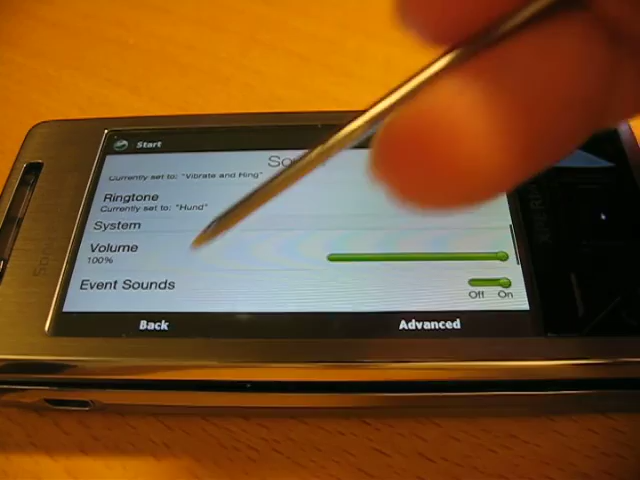 Start
Currently set to: "Vibrate and Ring"
Ringtone
Currently set to: "Hund"
System
Volume
100%
Event Sounds
Off On
Back Advanced